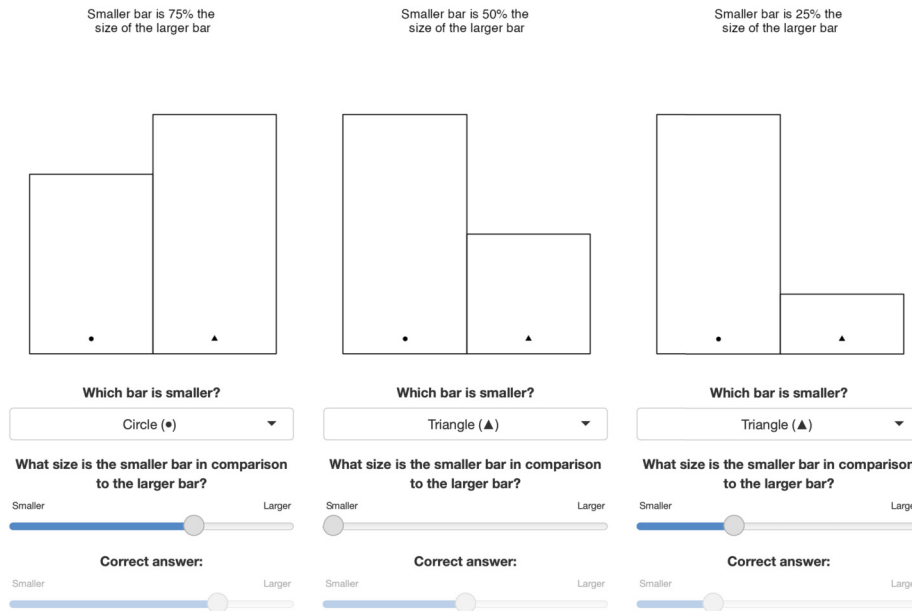 Smaller bar is 75% the
size of the larger bar
Smaller bar is 50% the
size of the larger bar
Smaller bar is 25% the
size of the larger bar
Which bar is smaller?
Circle (●)
What size is the smaller bar in comparison
to the larger bar?
Smaller Larger
Correct answer:
Smaller Larger
Which bar is smaller?
Triangle (▲)
What size is the smaller bar in comparison
to the larger bar?
Smaller Larger
Correct answer:
Smaller Larger
Which bar is smaller?
Triangle (▲)
What size is the smaller bar in comparison
to the larger bar?
Smaller Larger
Correct answer:
Smaller Larger